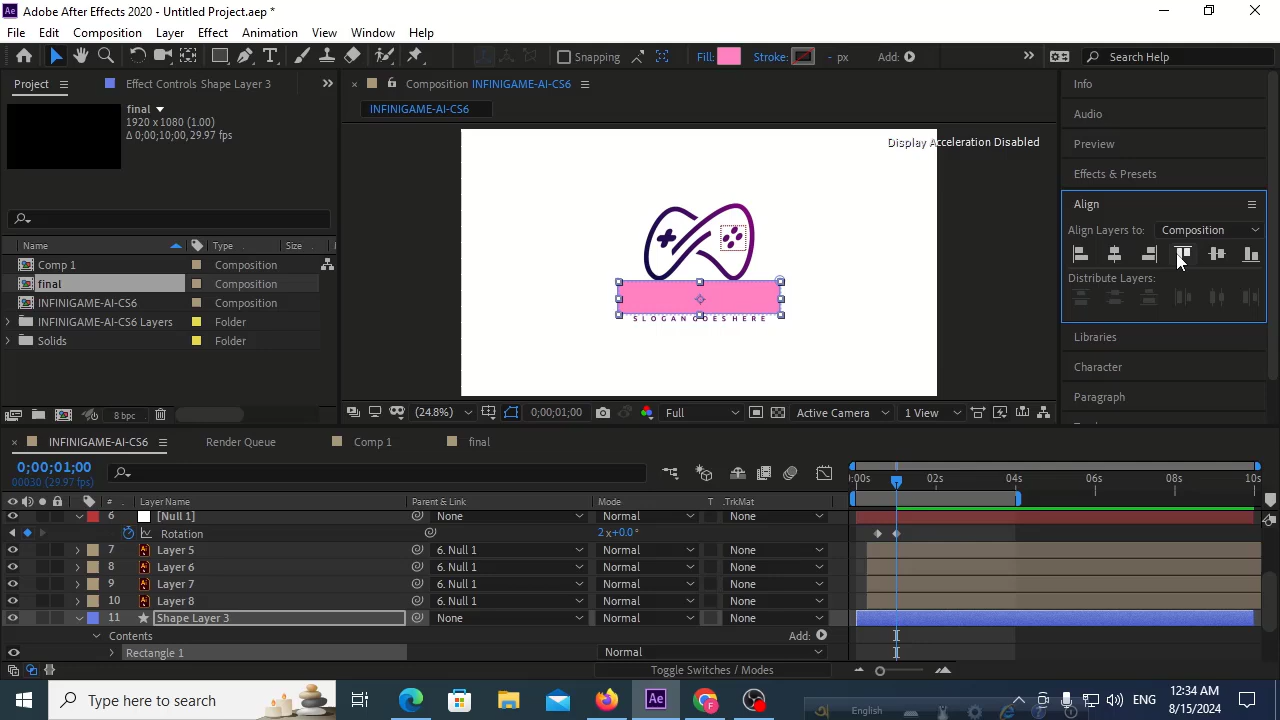 Adobe After Effects 2020 - Untitled Project.aep *
File Edit Composition Layer Effect Animation View Window Help
Snapping Fill: Stroke: - px Add: Search Help
Project Effect Controls Shape Layer 3
Composition INFINIGAME-AI-CS6
INFINIGAME-AI-CS6
final
1920 x 1080 (1.00)
Δ 0;00;10;00, 29.97 fps
Name Type Size
Comp 1 Composition
final Composition
INFINIGAME-AI-CS6 Composition
INFINIGAME-AI-CS6 Layers Folder
Solids Folder
8 bpc
Display Acceleration Disabled
SLOGAN GOES HERE
(24.8%) 0;00;01;00 Full Active Camera 1 View
Info
Audio
Preview
Effects & Presets
Align
Align Layers to: Composition
Distribute Layers:
Libraries
Character
Paragraph
INFINIGAME-AI-CS6 Render Queue Comp 1 final
0;00;01;00
00030 (29.97 fps)
# Layer Name Parent & Link Mode T .TrkMat
0:00s 02s 04s 06s 08s 10s
6 [Null 1] None Normal None
Rotation 2x+0.0°
7 Layer 5 6. Null 1 Normal None
8 Layer 6 6. Null 1 Normal None
9 Layer 7 6. Null 1 Normal None
10 Layer 8 6. Null 1 Normal None
11 Shape Layer 3 None Normal None
Contents Add:
Rectangle 1 Normal
Toggle Switches / Modes
Type here to search
English
ENG
12:34 AM
8/15/2024